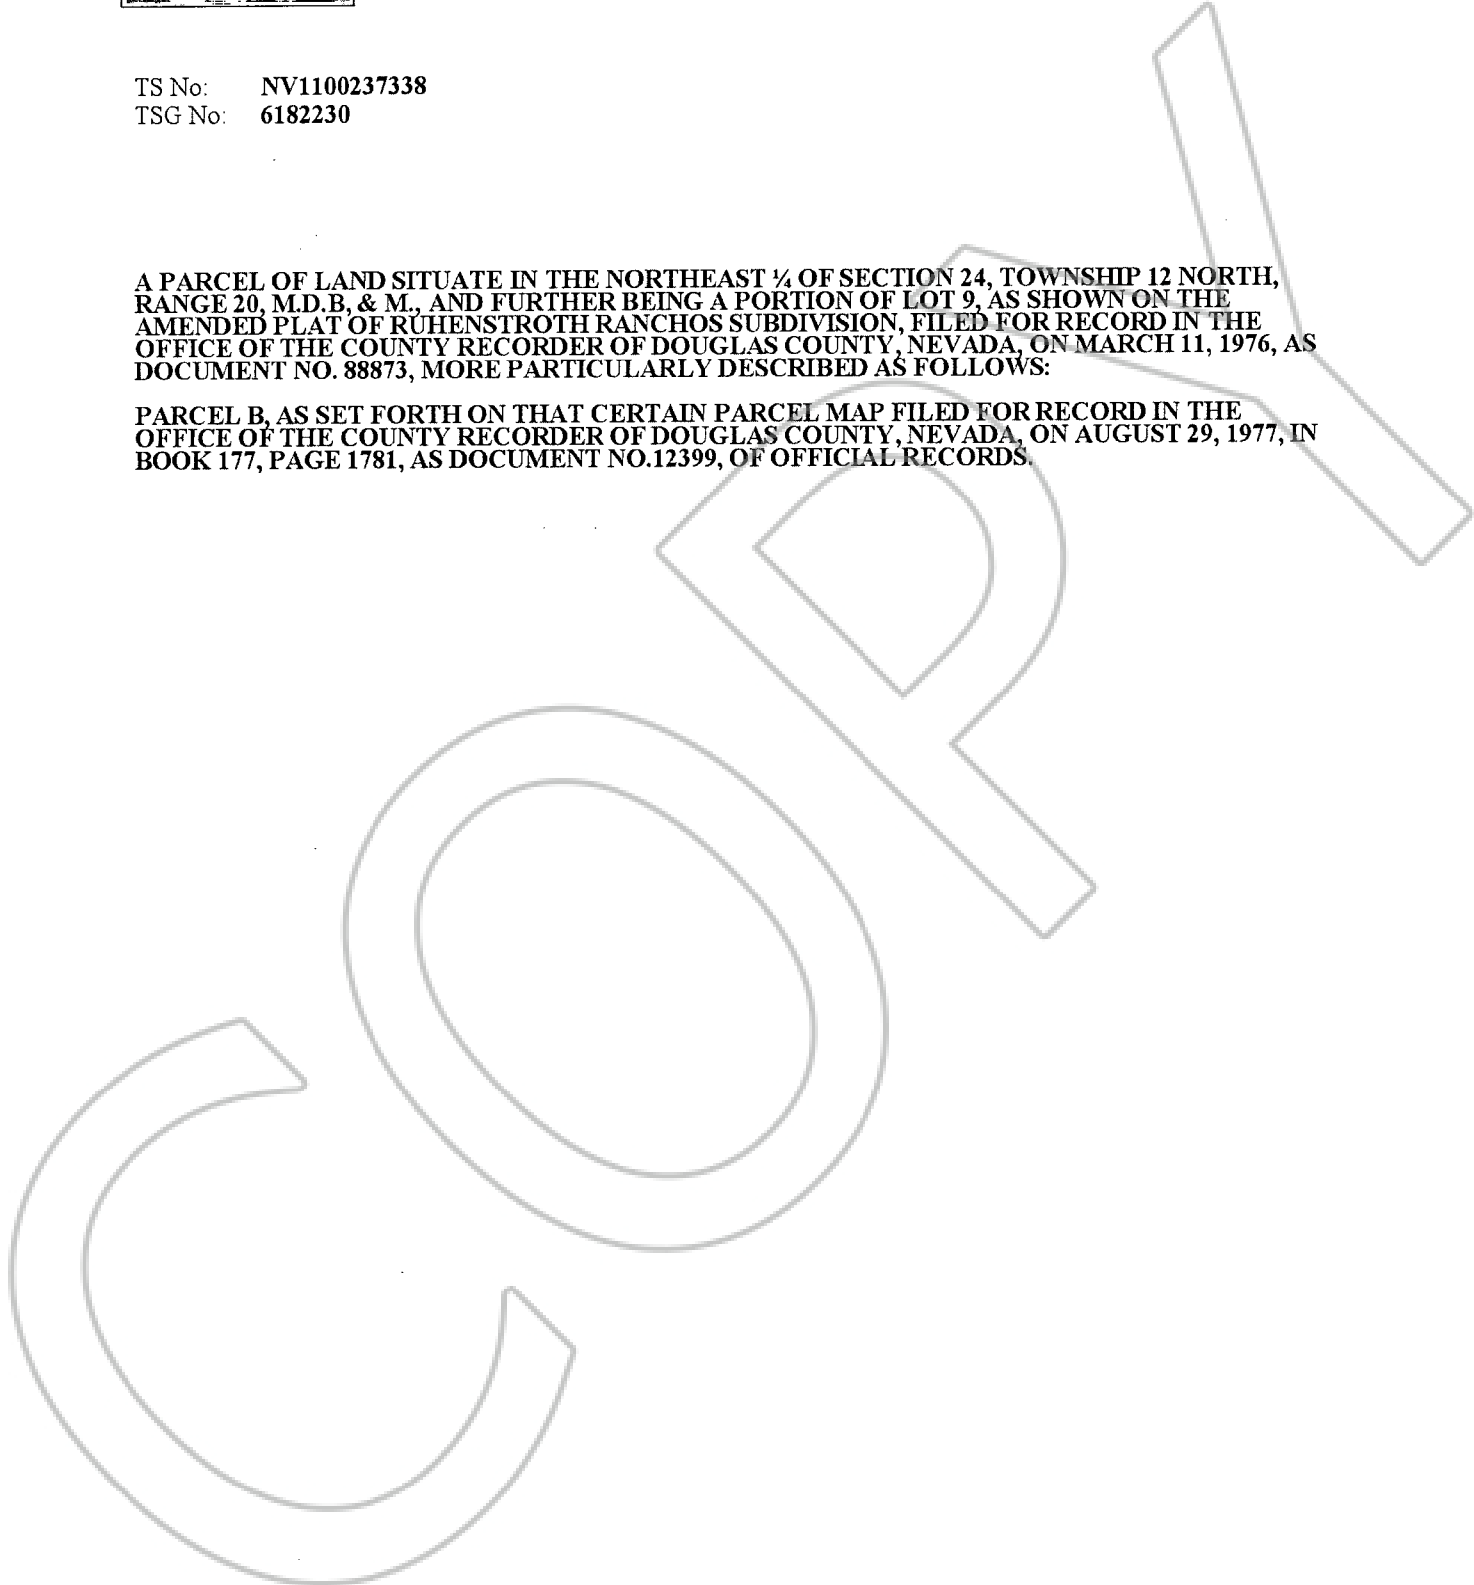 TS No: NV1100237338
TSG No: 6182230
A PARCEL OF LAND SITUATE IN THE NORTHEAST ¼ OF SECTION 24, TOWNSHIP 12 NORTH,
RANGE 20, M.D.B, & M., AND FURTHER BEING A PORTION OF LOT 9, AS SHOWN ON THE
AMENDED PLAT OF RUHENSTROTH RANCHOS SUBDIVISION, FILED FOR RECORD IN THE
OFFICE OF THE COUNTY RECORDER OF DOUGLAS COUNTY, NEVADA, ON MARCH 11, 1976, AS
DOCUMENT NO. 88873, MORE PARTICULARLY DESCRIBED AS FOLLOWS:
PARCEL B, AS SET FORTH ON THAT CERTAIN PARCEL MAP FILED FOR RECORD IN THE
OFFICE OF THE COUNTY RECORDER OF DOUGLAS COUNTY, NEVADA, ON AUGUST 29, 1977, IN
BOOK 177, PAGE 1781, AS DOCUMENT NO.12399, OF OFFICIAL RECORDS.
COPY